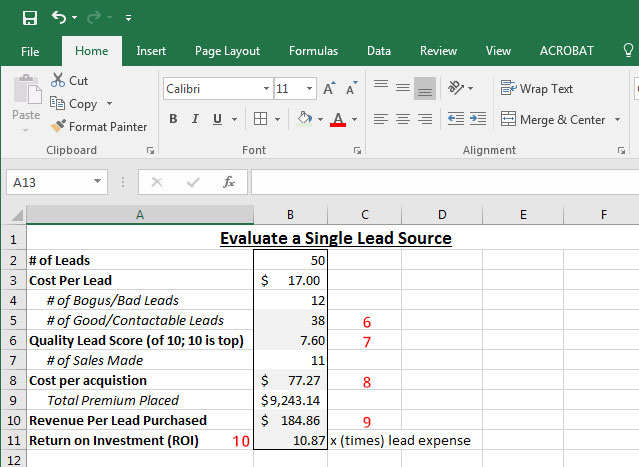 File Home Insert Page Layout Formulas Data Review View ACROBAT
Cut
Copy
Format Painter
Paste
Clipboard
Calibri 11 A A
B I U A
Font
Wrap Text
Merge & Center
Alignment
A13 fx
A B C D E F
1 Evaluate a Single Lead Source
2 # of Leads 50
3 Cost Per Lead $ 17.00
4 # of Bogus/Bad Leads 12
5 # of Good/Contactable Leads 38 6
6 Quality Lead Score (of 10; 10 is top) 7.60 7
7 # of Sales Made 11
8 Cost per acquistion $ 77.27 8
9 Total Premium Placed $9,243.14
10 Revenue Per Lead Purchased $ 184.86 9
11 Return on Investment (ROI) 10 10.87 x (times) lead expense
12